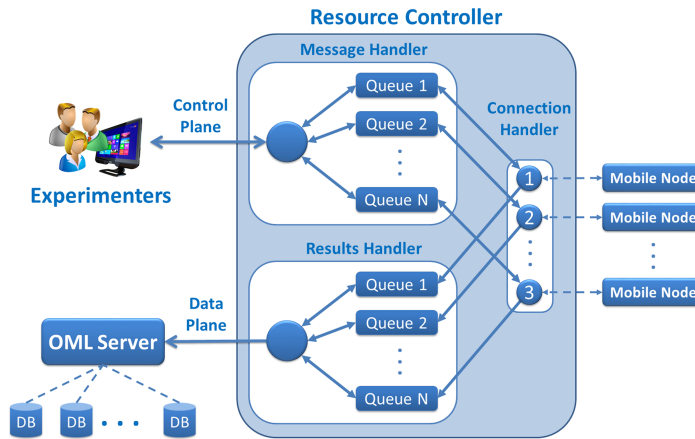 Resource Controller
Message Handler
Queue 1
Queue 2
Queue N
Control
Plane
Experimenters
Connection
Handler
1
2
3
Mobile Node
Mobile Node
Mobile Node
Results Handler
Queue 1
Queue 2
Queue N
Data
Plane
OML Server
DB
DB
DB